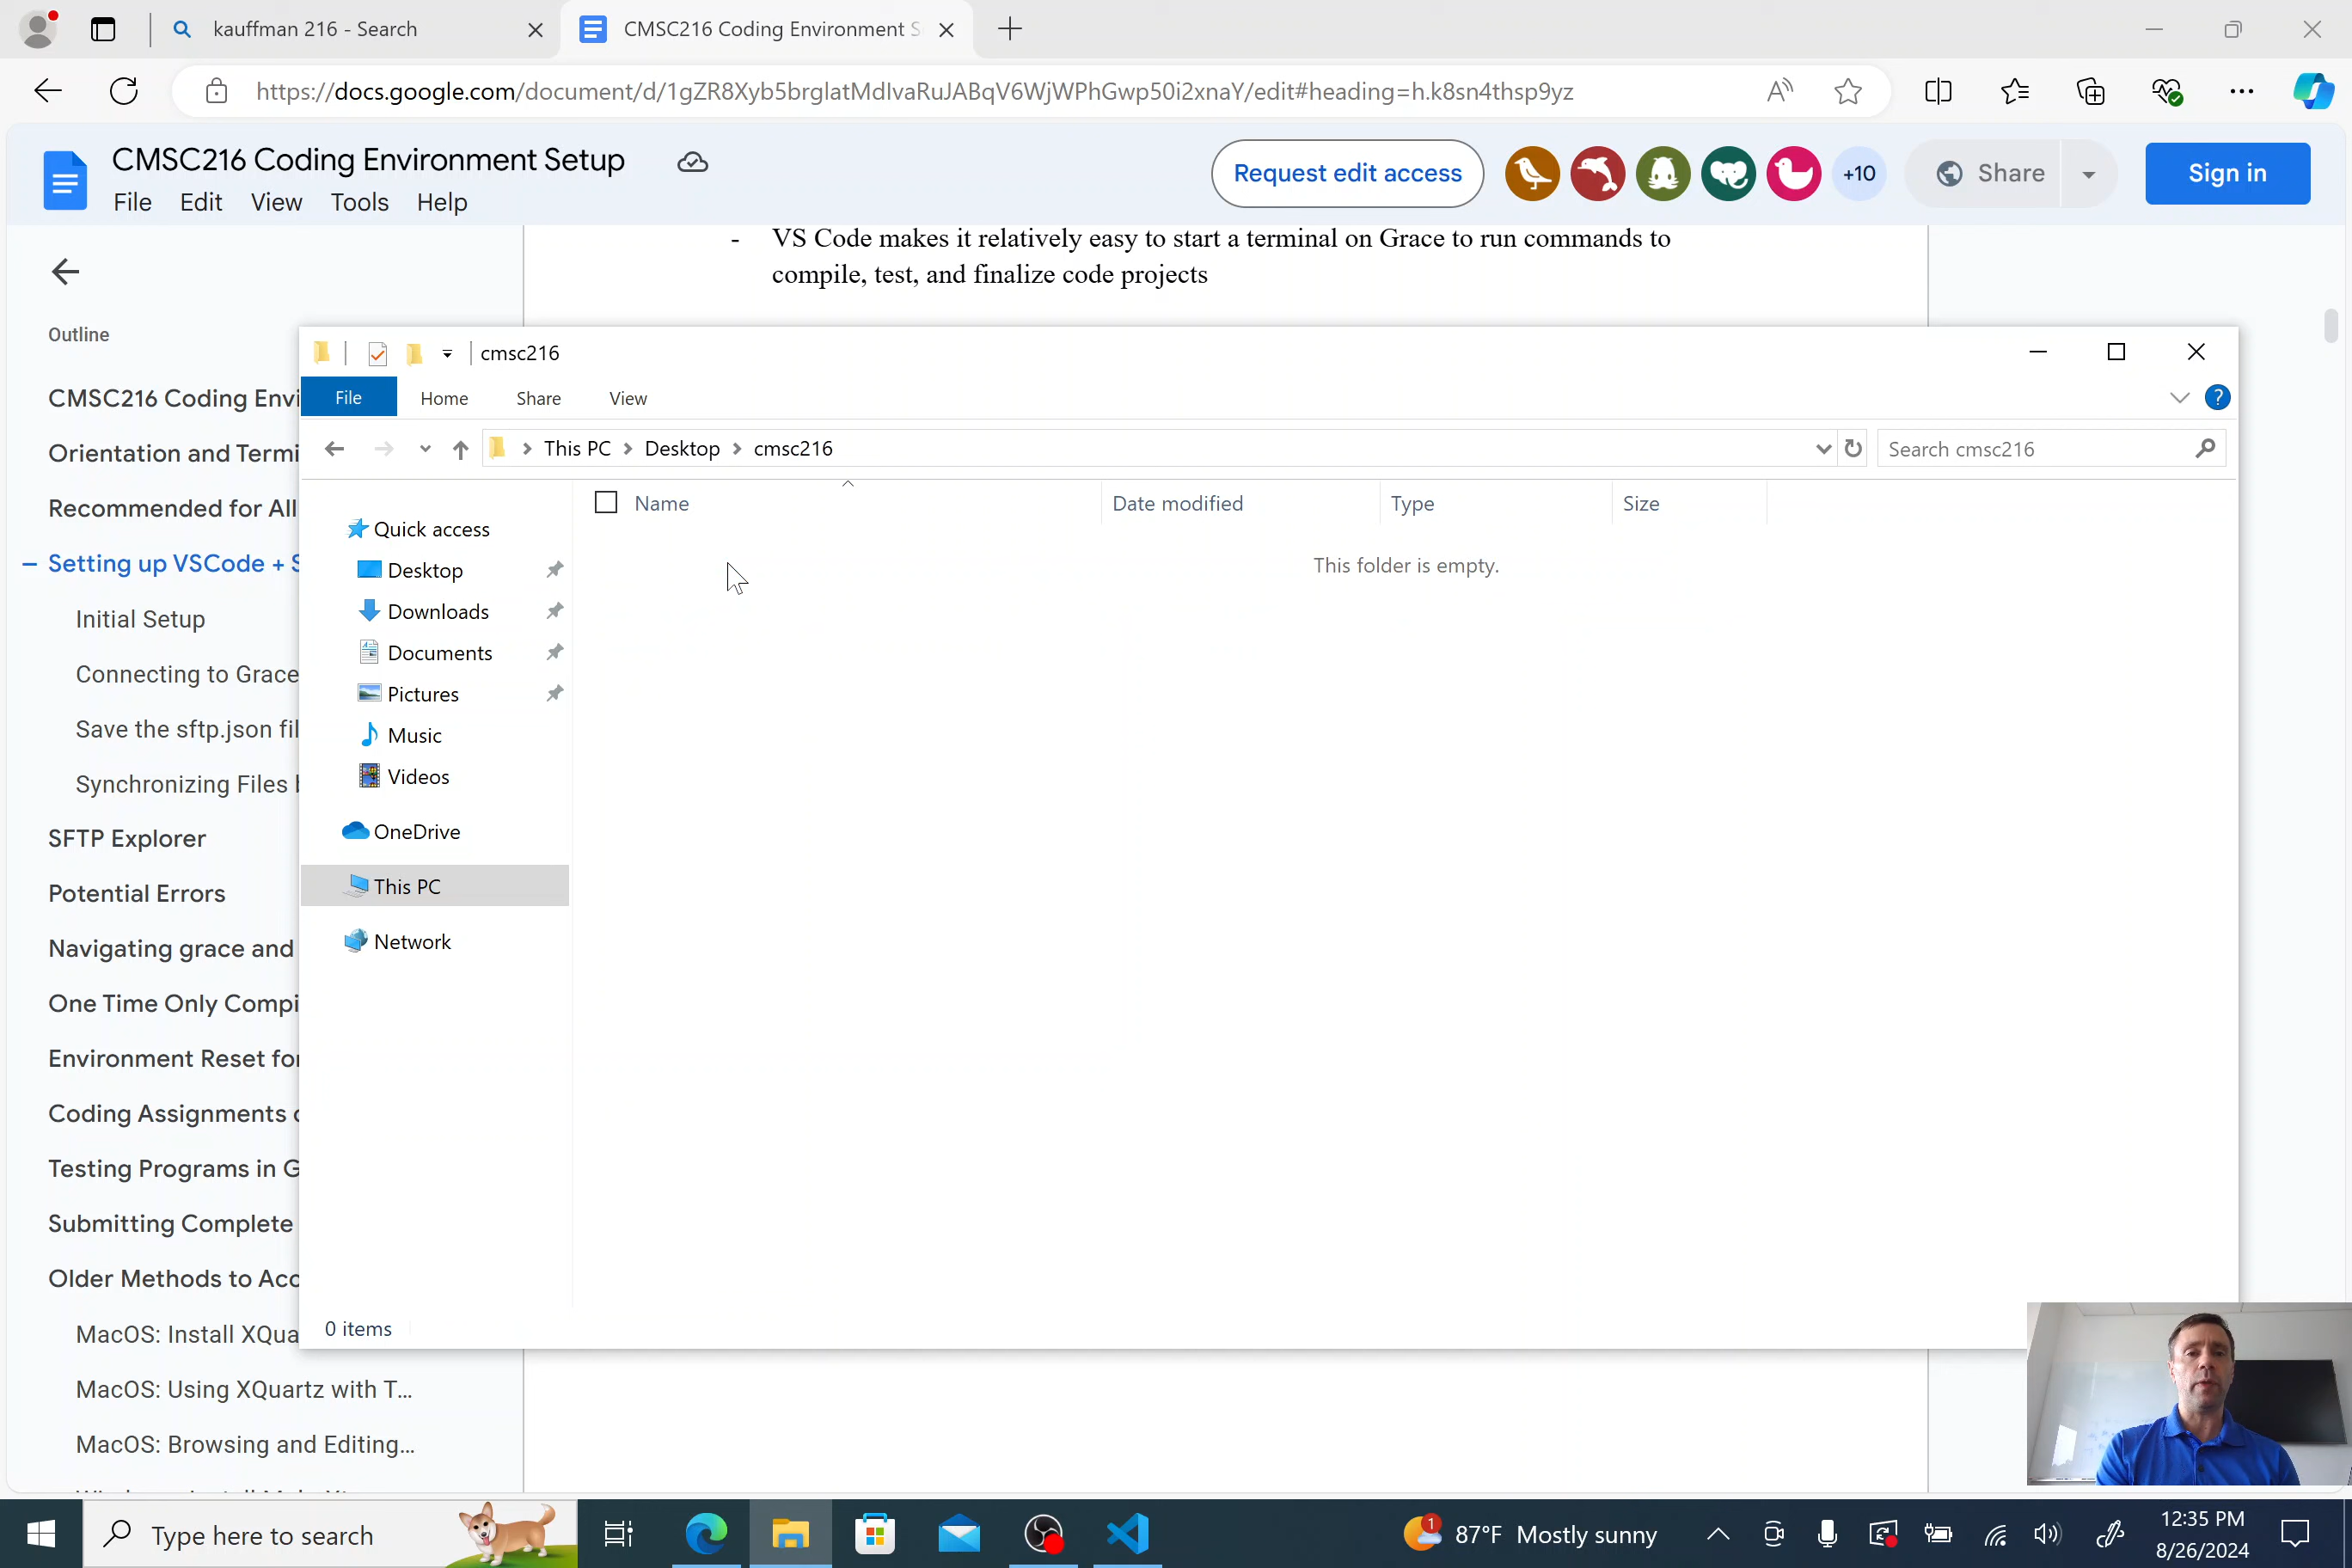 kauffman 216 - Search
CMSC216 Coding Environment S
https://docs.google.com/document/d/1gZR8Xyb5brglatMdIvaRuJABqV6WjWPhGwp50i2xnaY/edit#heading=h.k8sn4thsp9yz
CMSC216 Coding Environment Setup
File Edit View Tools Help
Request edit access
+10
Share
Sign in
- VS Code makes it relatively easy to start a terminal on Grace to run commands to
compile, test, and finalize code projects
Outline
CMSC216 Coding Envi
Orientation and Termi
Recommended for All
Setting up VSCode + S
Initial Setup
Connecting to Grace
Save the sftp.json fil
Synchronizing Files
SFTP Explorer
Potential Errors
Navigating grace and
One Time Only Compi
Environment Reset for
Coding Assignments
Testing Programs in G
Submitting Complete
Older Methods to Acc
MacOS: Install XQua
MacOS: Using XQuartz with T...
MacOS: Browsing and Editing...
cmsc216
File Home Share View
This PC > Desktop > cmsc216
Search cmsc216
Name Date modified Type Size
This folder is empty.
Quick access
Desktop
Downloads
Documents
Pictures
Music
Videos
OneDrive
This PC
Network
0 items
Type here to search
1
87°F Mostly sunny
12:35 PM
8/26/2024